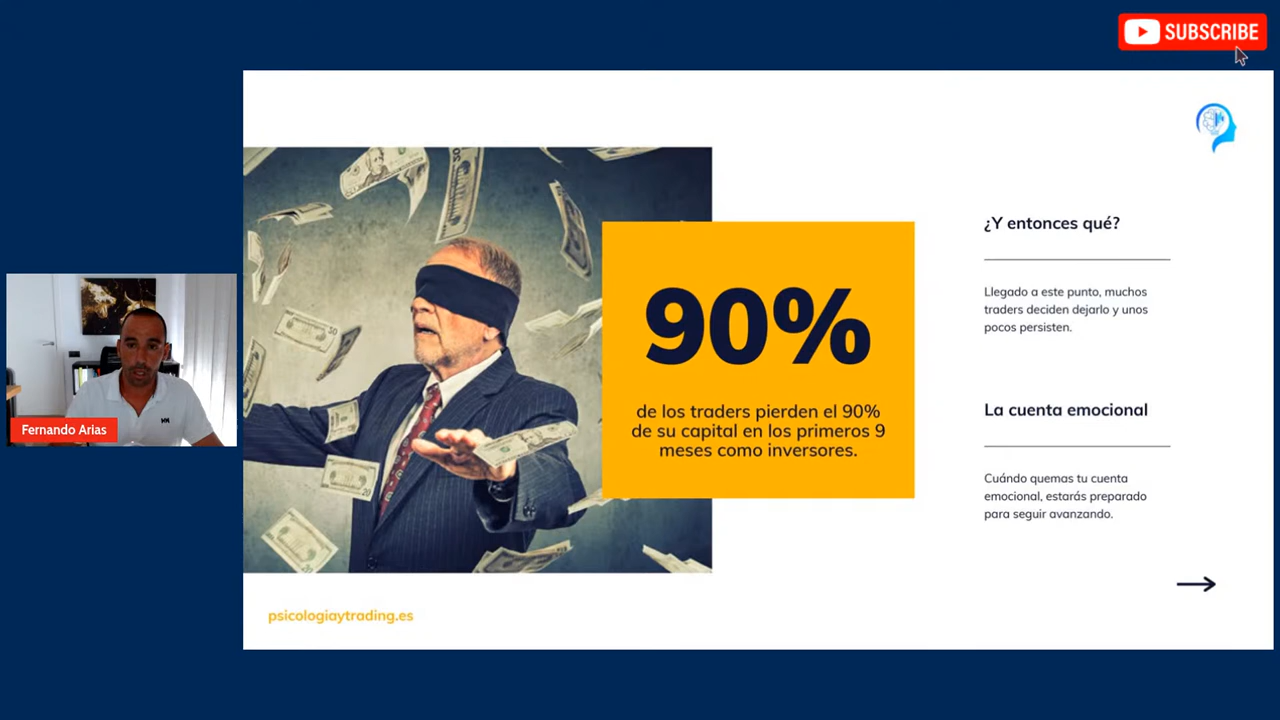 SUBSCRIBE
¿Y entonces qué?
Llegado a este punto, muchos
traders deciden dejarlo y unos
pocos persisten.
90%
de los traders pierden el 90%
de su capital en los primeros 9
meses como inversores.
La cuenta emocional
Cuándo quemas tu cuenta
emocional, estarás preparado
para seguir avanzando.
Fernando Arias
psicologiaytrading.es